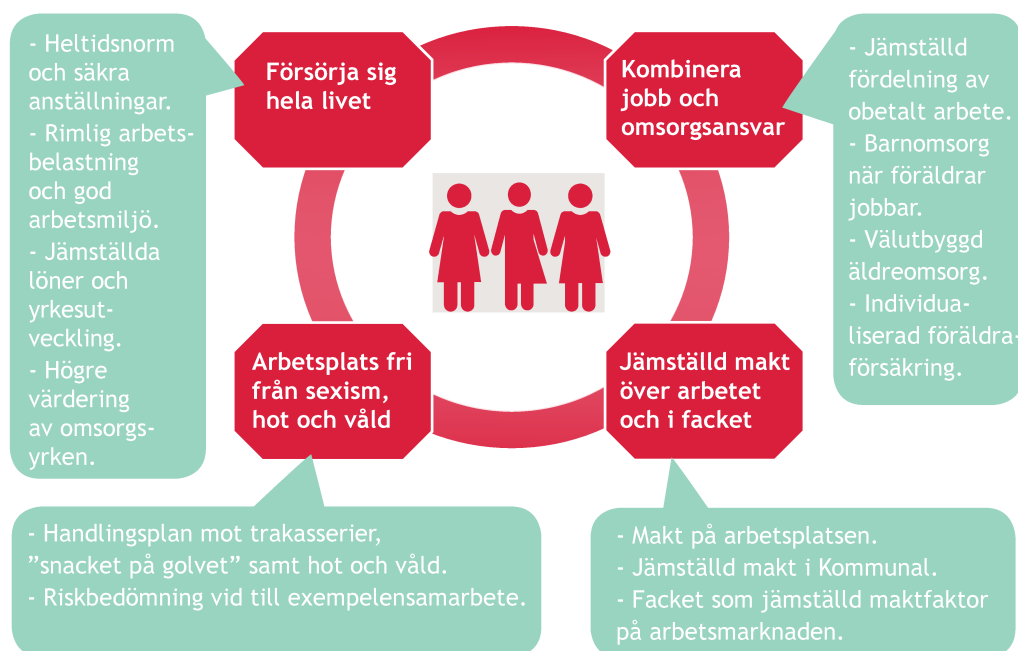 - Heltidsnorm
och säkra
anställningar.
- Rimlig arbets-
belastning
och god
arbetsmiljö.
- Jämställda
löner och
yrkesut-
veckling.
- Högre
värdering
av omsorgs-
yrken.
Försörja sig
hela livet
Kombinera
jobb och
omsorgsansvar
- Jämställd
fördelning av
obetalt arbete.
- Barnomsorg
när föräldrar
jobbar.
- Välutbyggd
äldreomsorg.
- Individua-
liserad föräldra-
försäkring.
Arbetsplats fri
från sexism,
hot och våld
Jämställd makt
över arbetet
och i facket
- Handlingsplan mot trakasserier,
”snacket på golvet” samt hot och våld.
- Riskbedömning vid till exempelensamarbete.
- Makt på arbetsplatsen.
- Jämställd makt i Kommunal.
- Facket som jämställd maktfaktor
på arbetsmarknaden.